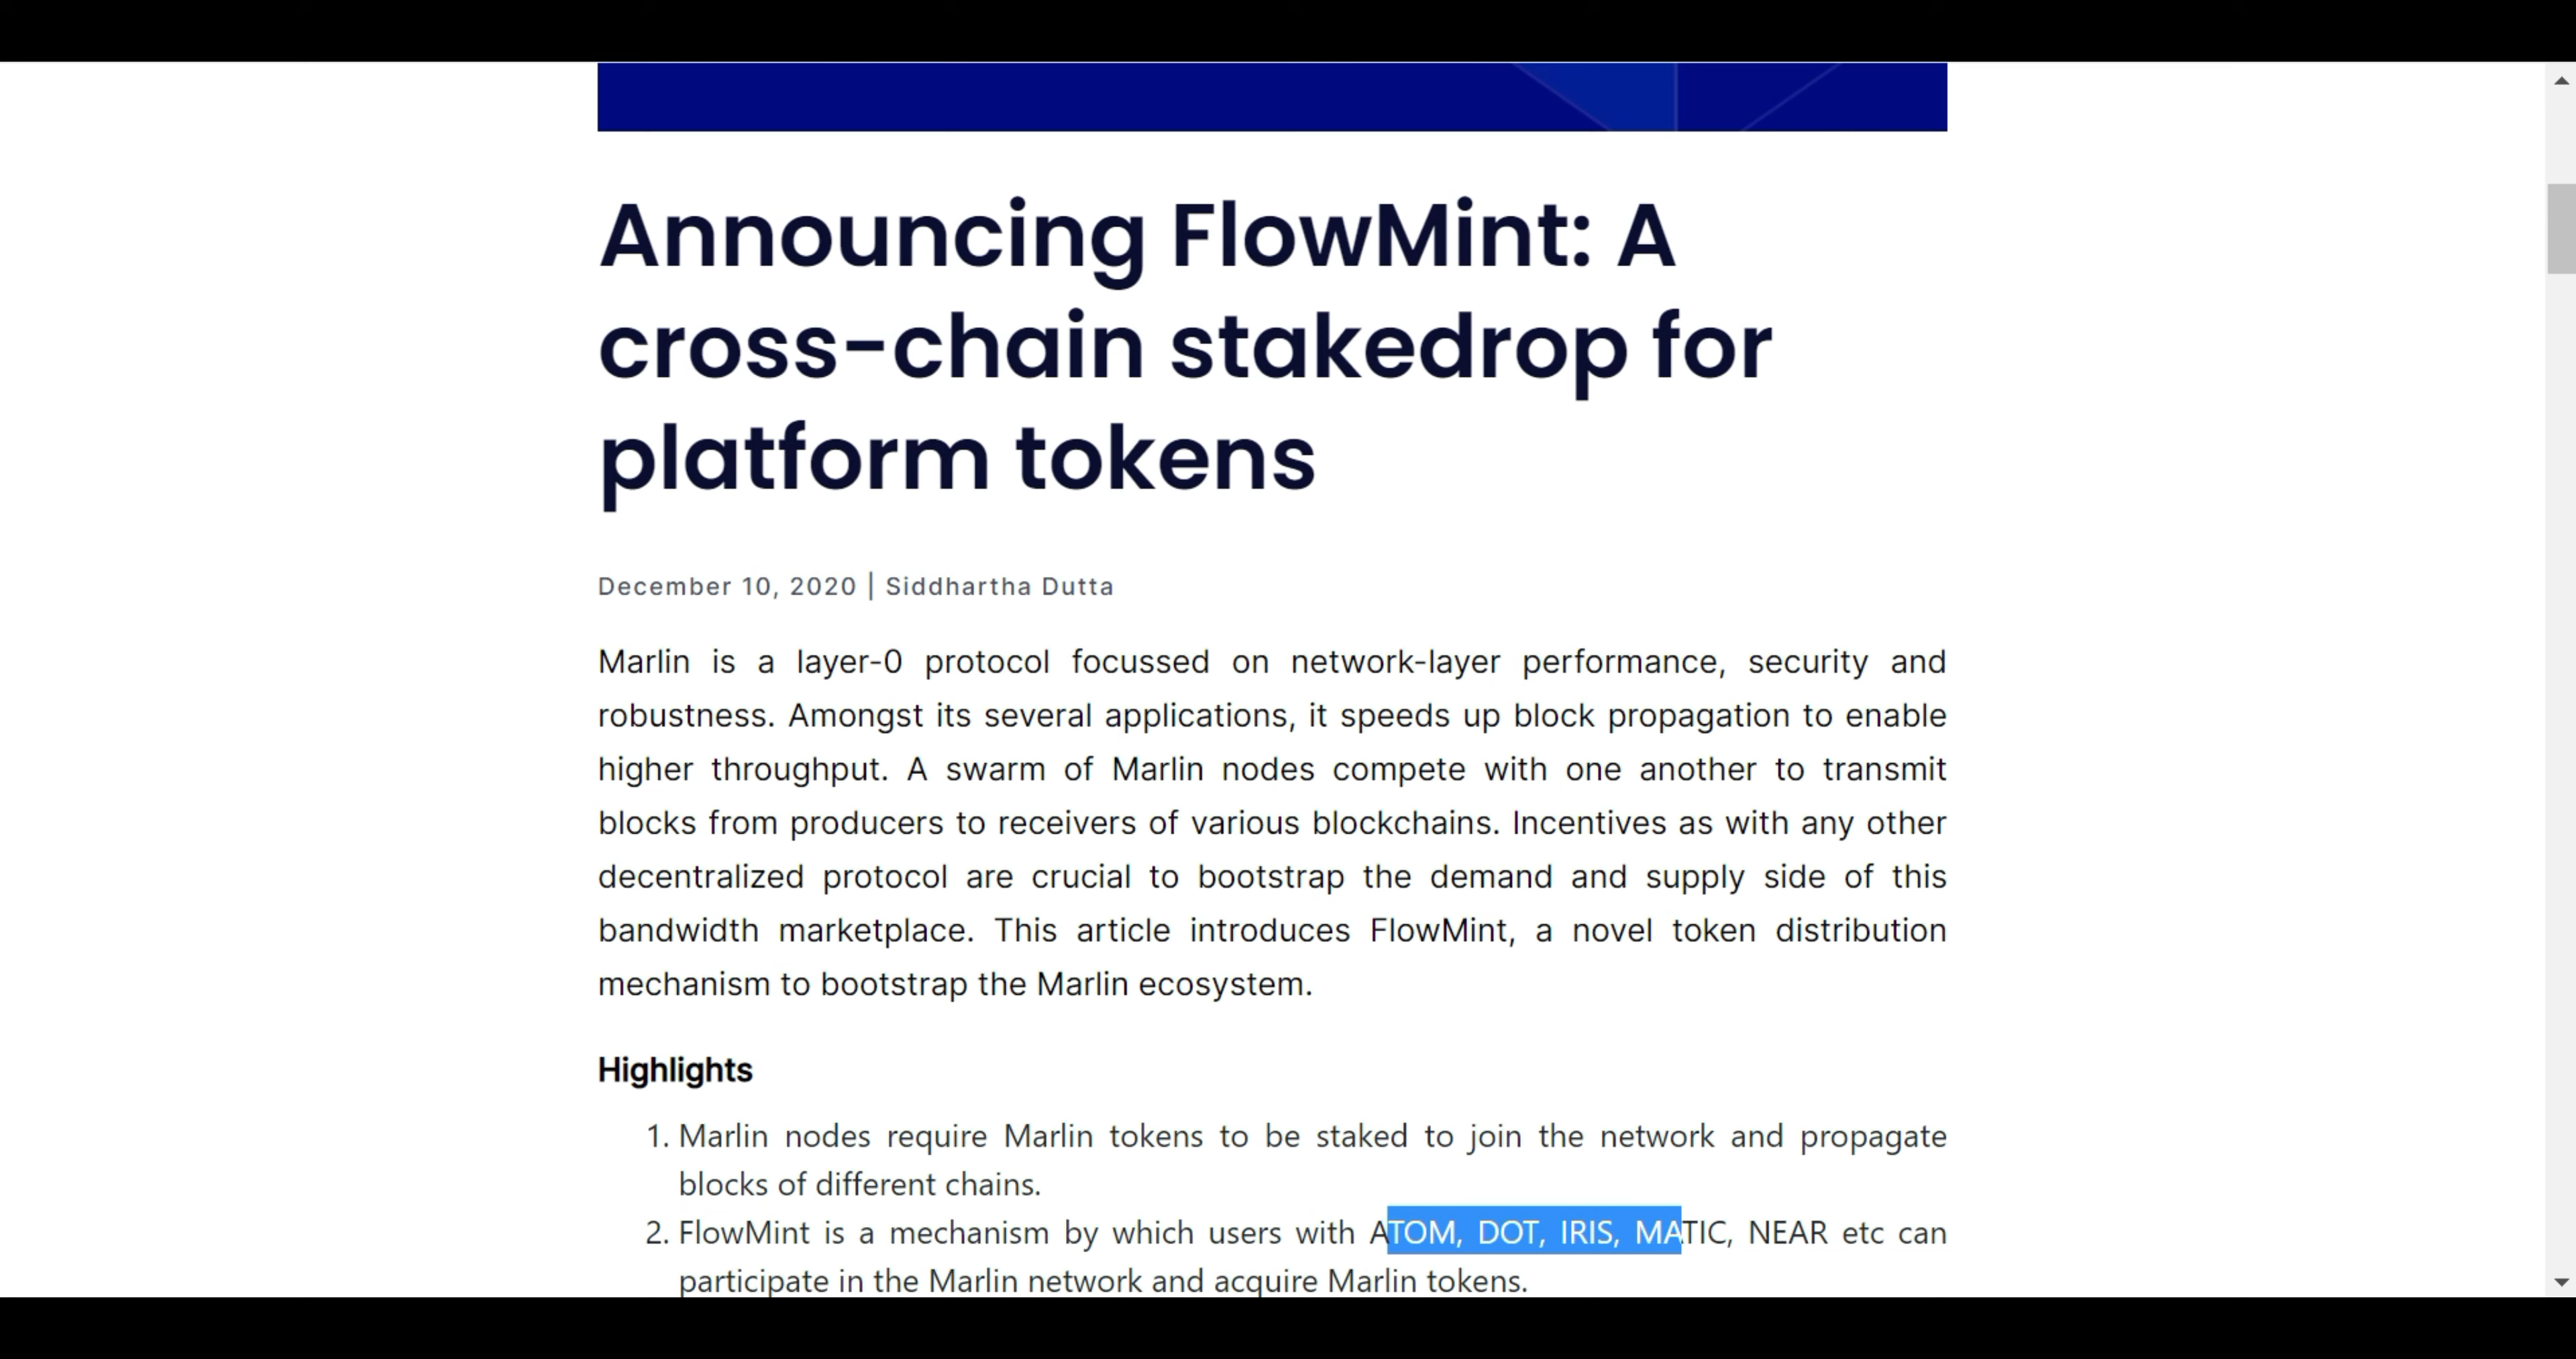 Announcing FlowMint: A
cross-chain stakedrop for
platform tokens
December 10, 2020 | Siddhartha Dutta
Marlin is a layer-0 protocol focussed on network-layer performance, security and
robustness. Amongst its several applications, it speeds up block propagation to enable
higher throughput. A swarm of Marlin nodes compete with one another to transmit
blocks from producers to receivers of various blockchains. Incentives as with any other
decentralized protocol are crucial to bootstrap the demand and supply side of this
bandwidth marketplace. This article introduces FlowMint, a novel token distribution
mechanism to bootstrap the Marlin ecosystem.
Highlights
1. Marlin nodes require Marlin tokens to be staked to join the network and propagate
blocks of different chains.
2. FlowMint is a mechanism by which users with ATOM, DOT, IRIS, MATIC, NEAR etc can
participate in the Marlin network and acquire Marlin tokens.